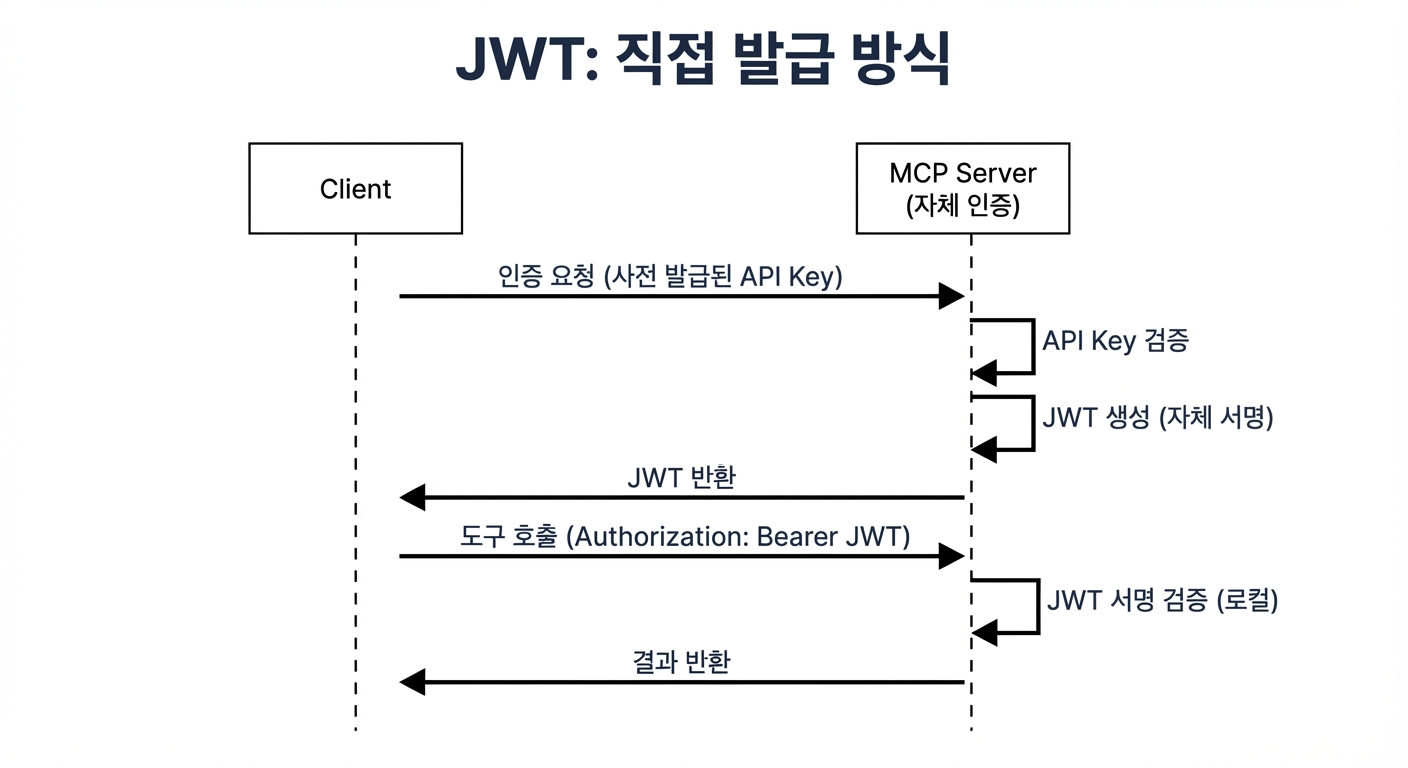 JWT: 직접 발급 방식
Client
MCP Server
(자체 인증)
인증 요청 (사전 발급된 API Key)
API Key 검증
JWT 생성 (자체 서명)
JWT 반환
도구 호출 (Authorization: Bearer JWT)
JWT 서명 검증 (로컬)
결과 반환